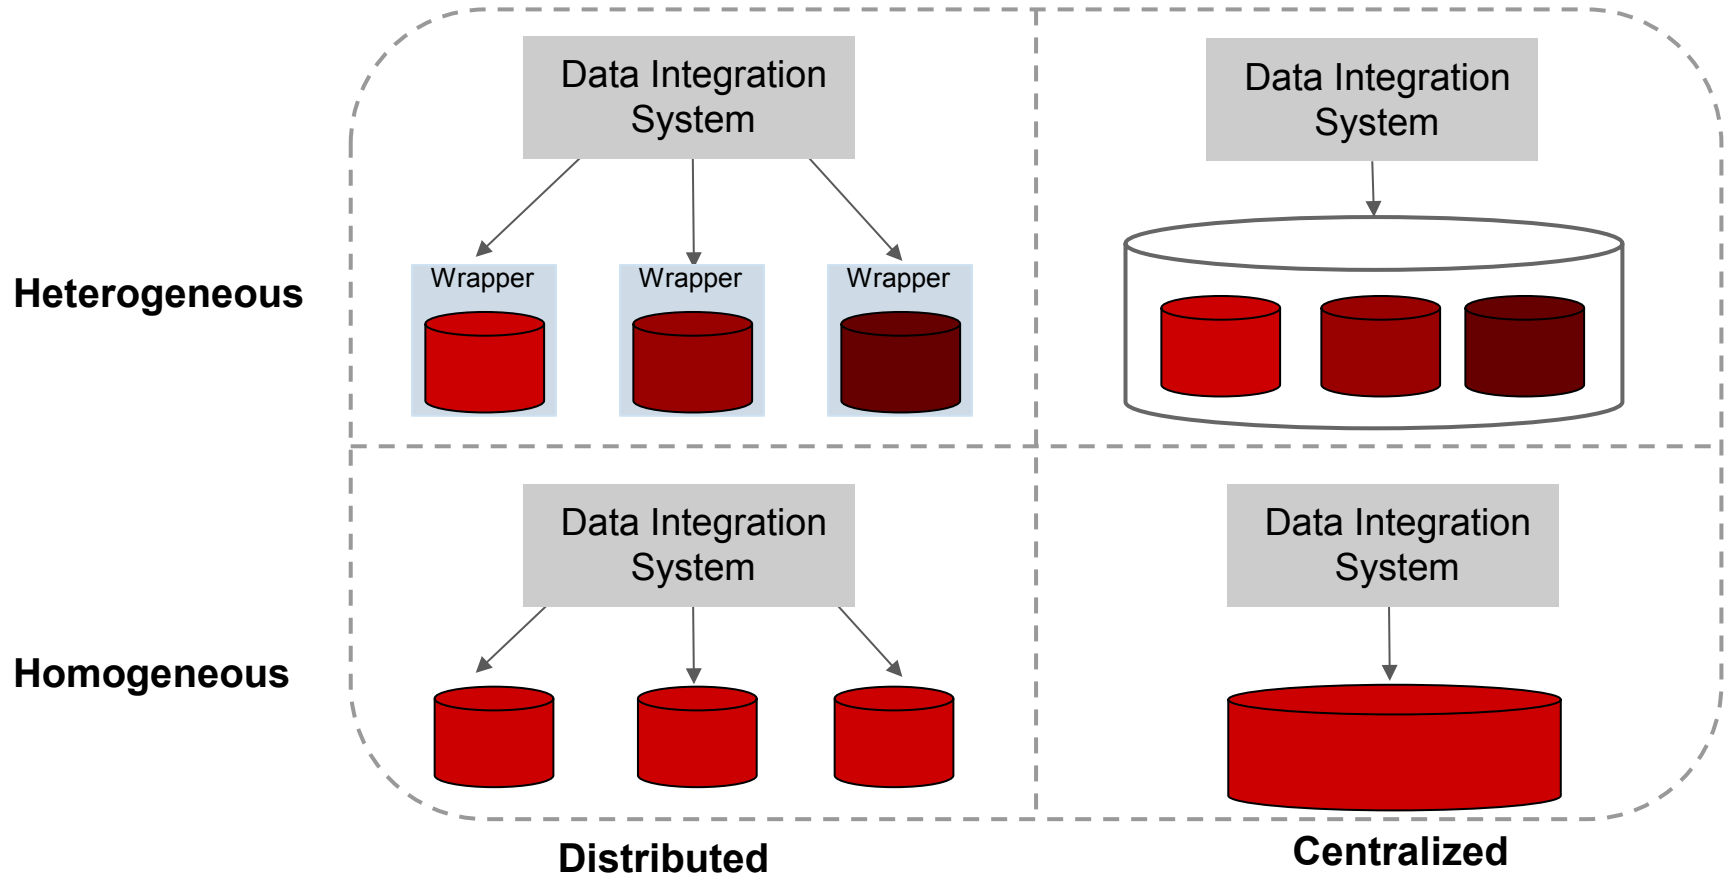 Data Integration
System
Data Integration
System
Wrapper
Wrapper
Wrapper
Heterogeneous
Data Integration
System
Data Integration
System
Homogeneous
Distributed
Centralized